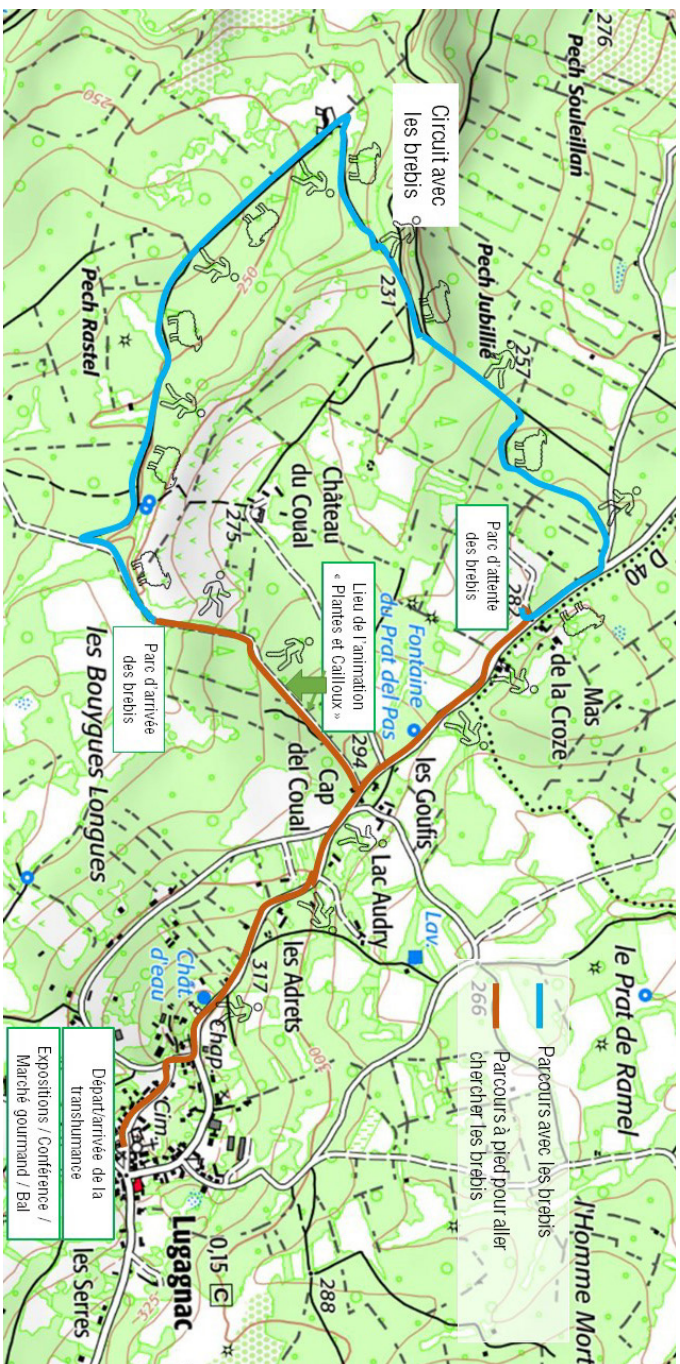 276
Pech Souleillan
Circuit avec
les brebis
250
Pech Jubillié
257
231
250
Pech Rastel
D 40
Mas
de la Croze
28
Parc d'attente
des brebis
Château
du Coual
275
Fontaine
du Prat del Pas
Lieu de l'animation
« Plantes et Cailloux »
Parc d'arrivée
des brebis
les Bouygues Longues
les Goufis
294
Cap
del Coual
Lac Audry
Lav.
le Prat de Ramel
l'Homme Mort
Parcours avec les brebis
Parcours à pied pour aller
chercher les brebis
266
les Adrets
317
300
Chât.
d'eau
Chap.
Cim.
Lugagnac
0,15 C
288
les Serres
325
Départ/arrivée de la
transhumance
Expositions / Conférence /
Marché gourmand / Bal